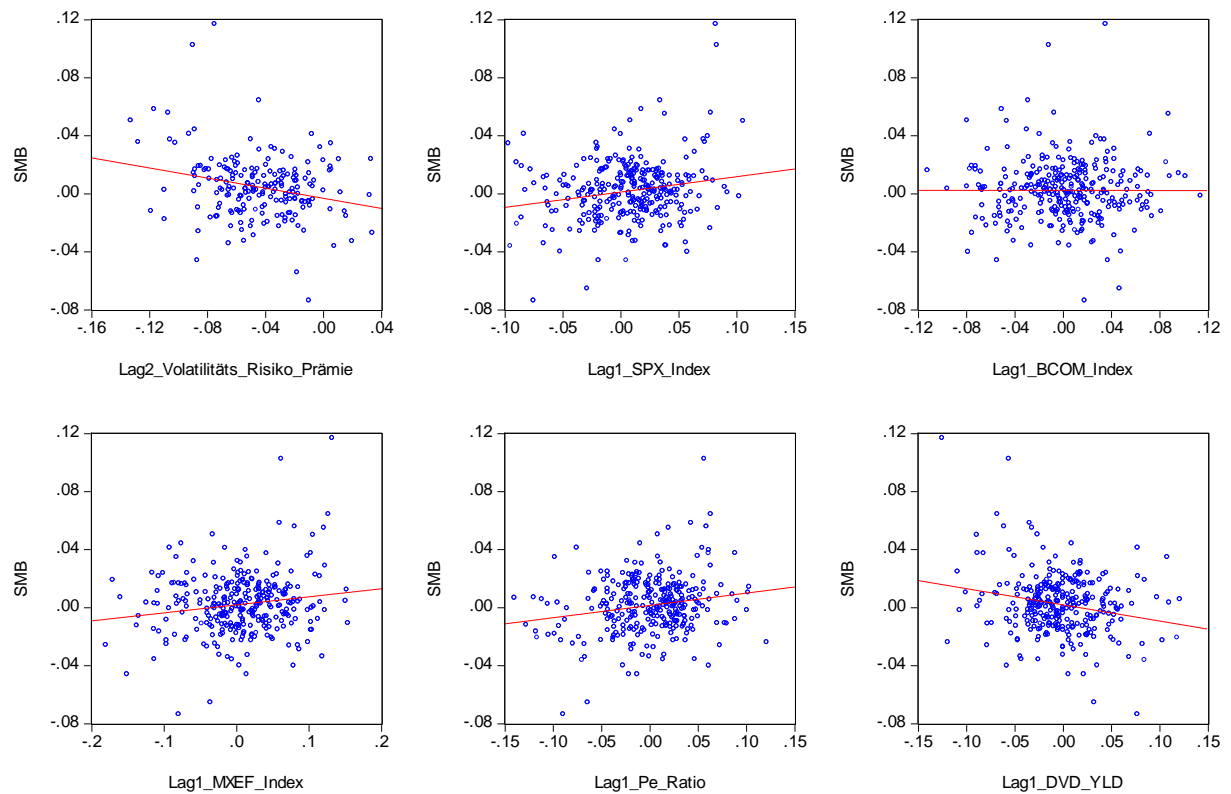 .12
.08
.04
.00
-.04
-.08
SMB
-.16 -.12 -.08 -.04 .00 .04
Lag2_Volatilitäts_Risiko_Prämie
.12
.08
.04
.00
-.04
-.08
SMB
-.10 -.05 .00 .05 .10 .15
Lag1_SPX_Index
.12
.08
.04
.00
-.04
-.08
SMB
-.12 -.08 -.04 .00 .04 .08 .12
Lag1_BCOM_Index
.12
.08
.04
.00
-.04
-.08
SMB
-.2 -.1 .0 .1 .2
Lag1_MXEF_Index
.12
.08
.04
.00
-.04
-.08
SMB
-.15 -.10 -.05 .00 .05 .10 .15
Lag1_Pe_Ratio
.12
.08
.04
.00
-.04
-.08
SMB
-.15 -.10 -.05 .00 .05 .10 .15
Lag1_DVD_YLD